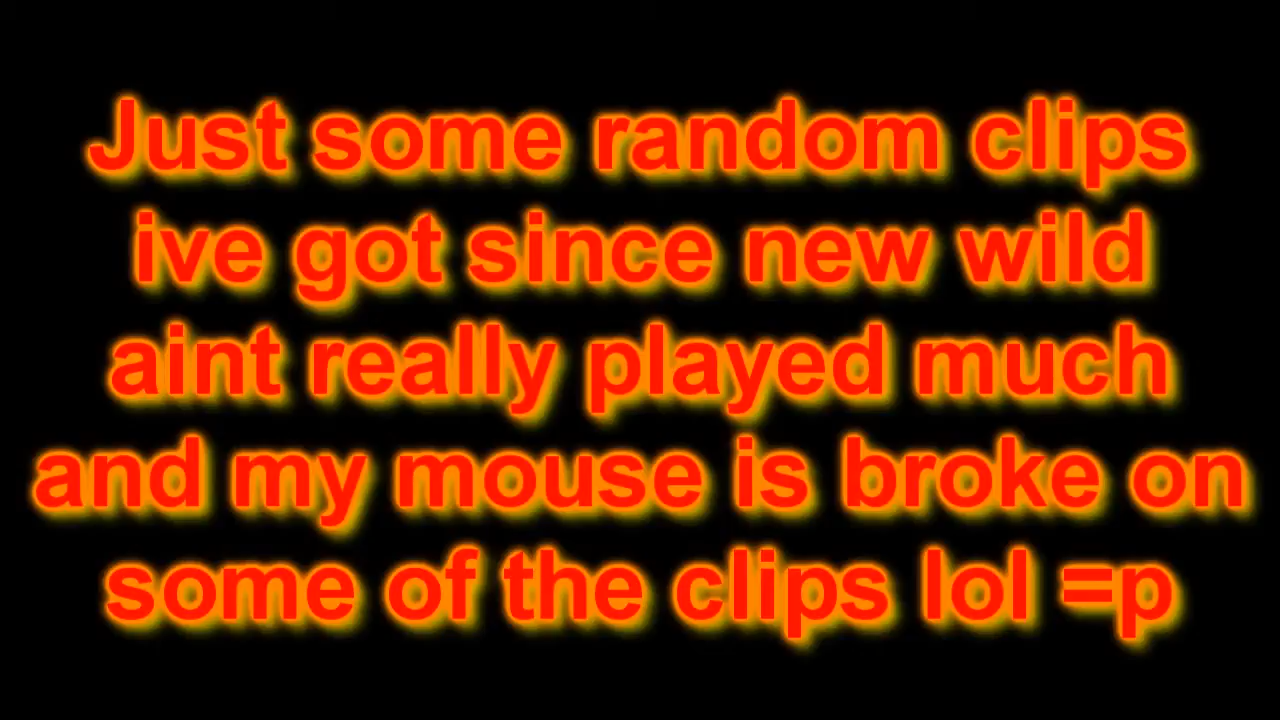 Just some random clips
ive got since new wild
aint really played much
and my mouse is broke on
some of the clips lol =p